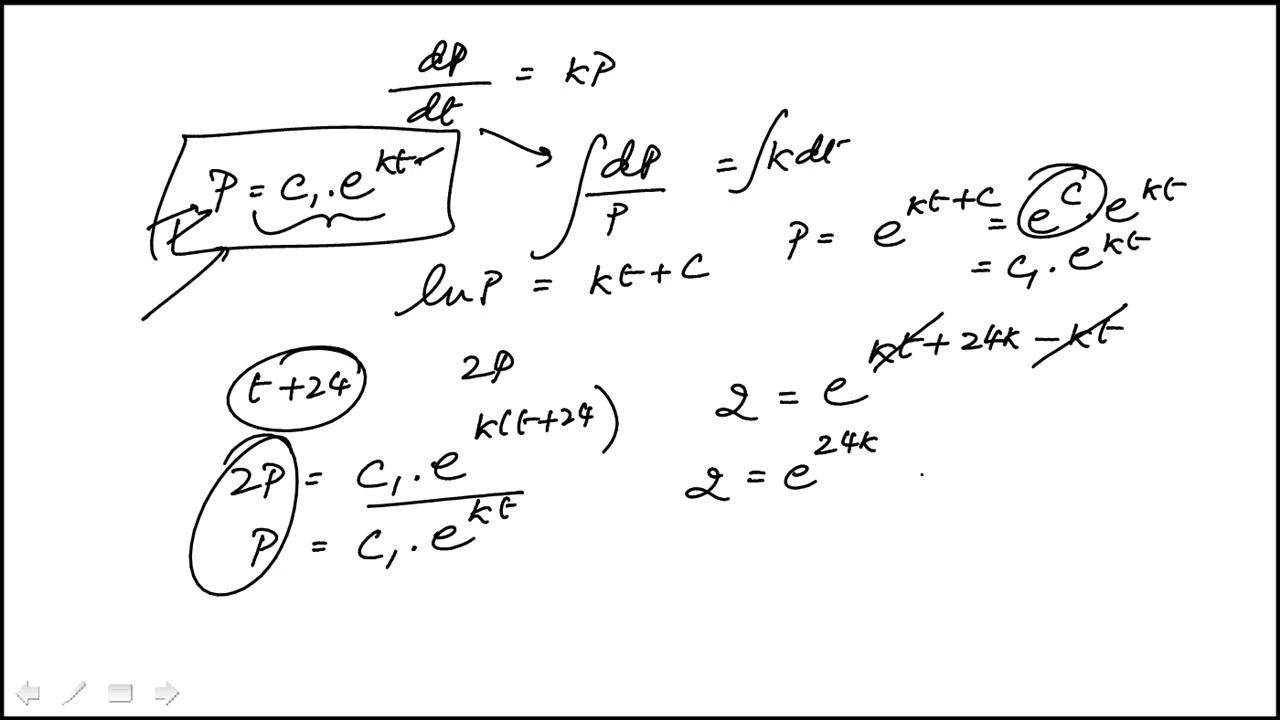 dP/dt = kP
P = C₁.e^{kt}
∫ dP/P = ∫ k dt
ln P = kt + C
P = e^{kt+C} = e^C . e^{kt}
= C₁ . e^{kt}
t + 24
2P
2P = C₁ . e^{k(t+24)}
P = C₁ . e^{kt}
2 = e^{kt + 24k - kt}
2 = e^{24k}